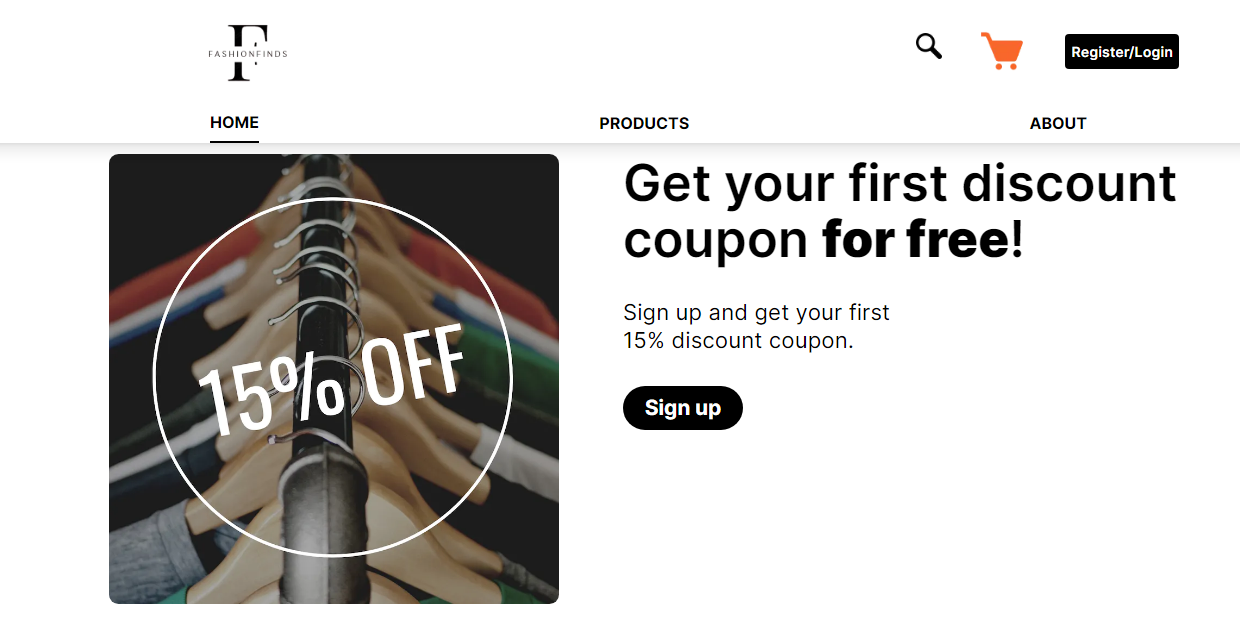 FASHIONFINDS
Register/Login
HOME
PRODUCTS
ABOUT
15% OFF
Get your first discount
coupon for free!
Sign up and get your first
15% discount coupon.
Sign up